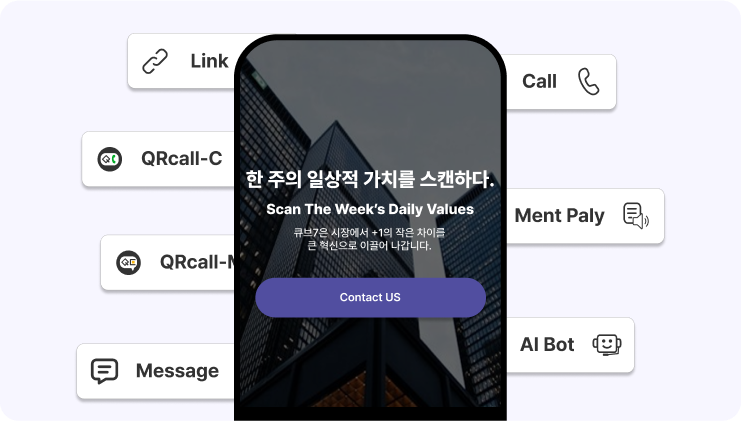 Link
Call
QRcall-C
한 주의 일상적 가치를 스캔하다.
Scan The Week's Daily Values
Ment Paly
큐브7은 시장에서 +1의 작은 차이를
큰 혁신으로 이끌어 나갑니다.
QRcall-M
Contact US
AI Bot
Message